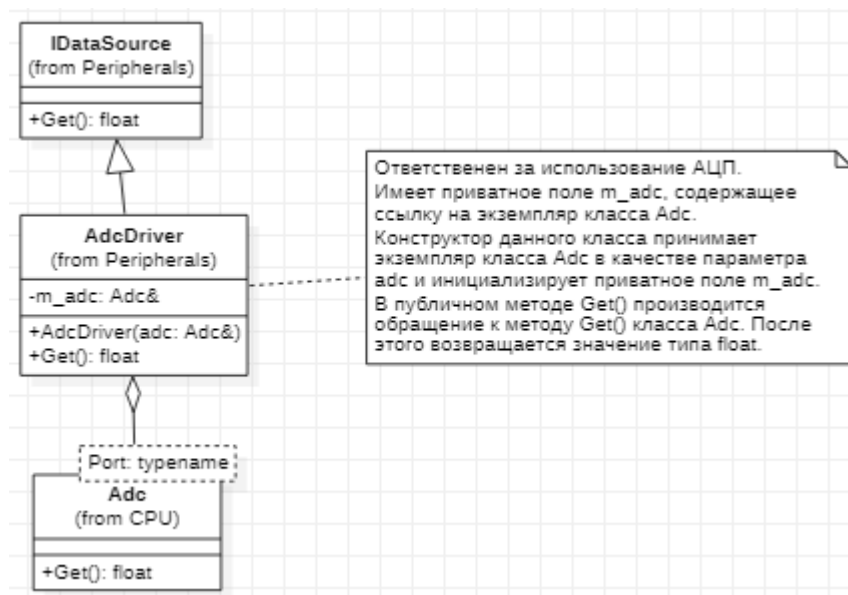 IDataSource
(from Peripherals)
+Get(): float
AdcDriver
(from Peripherals)
-m_adc: Adc&
+AdcDriver(adc: Adc&)
+Get(): float
Ответственен за использование АЦП.
Имеет приватное поле m_adc, содержащее
ссылку на экземпляр класса Adc.
Конструктор данного класса принимает
экземпляр класса Adc в качестве параметра
adc и инициализирует приватное поле m_adc.
В публичном методе Get() производится
обращение к методу Get() класса Adc. После
этого возвращается значение типа float.
Port: typename
Adc
(from CPU)
+Get(): float